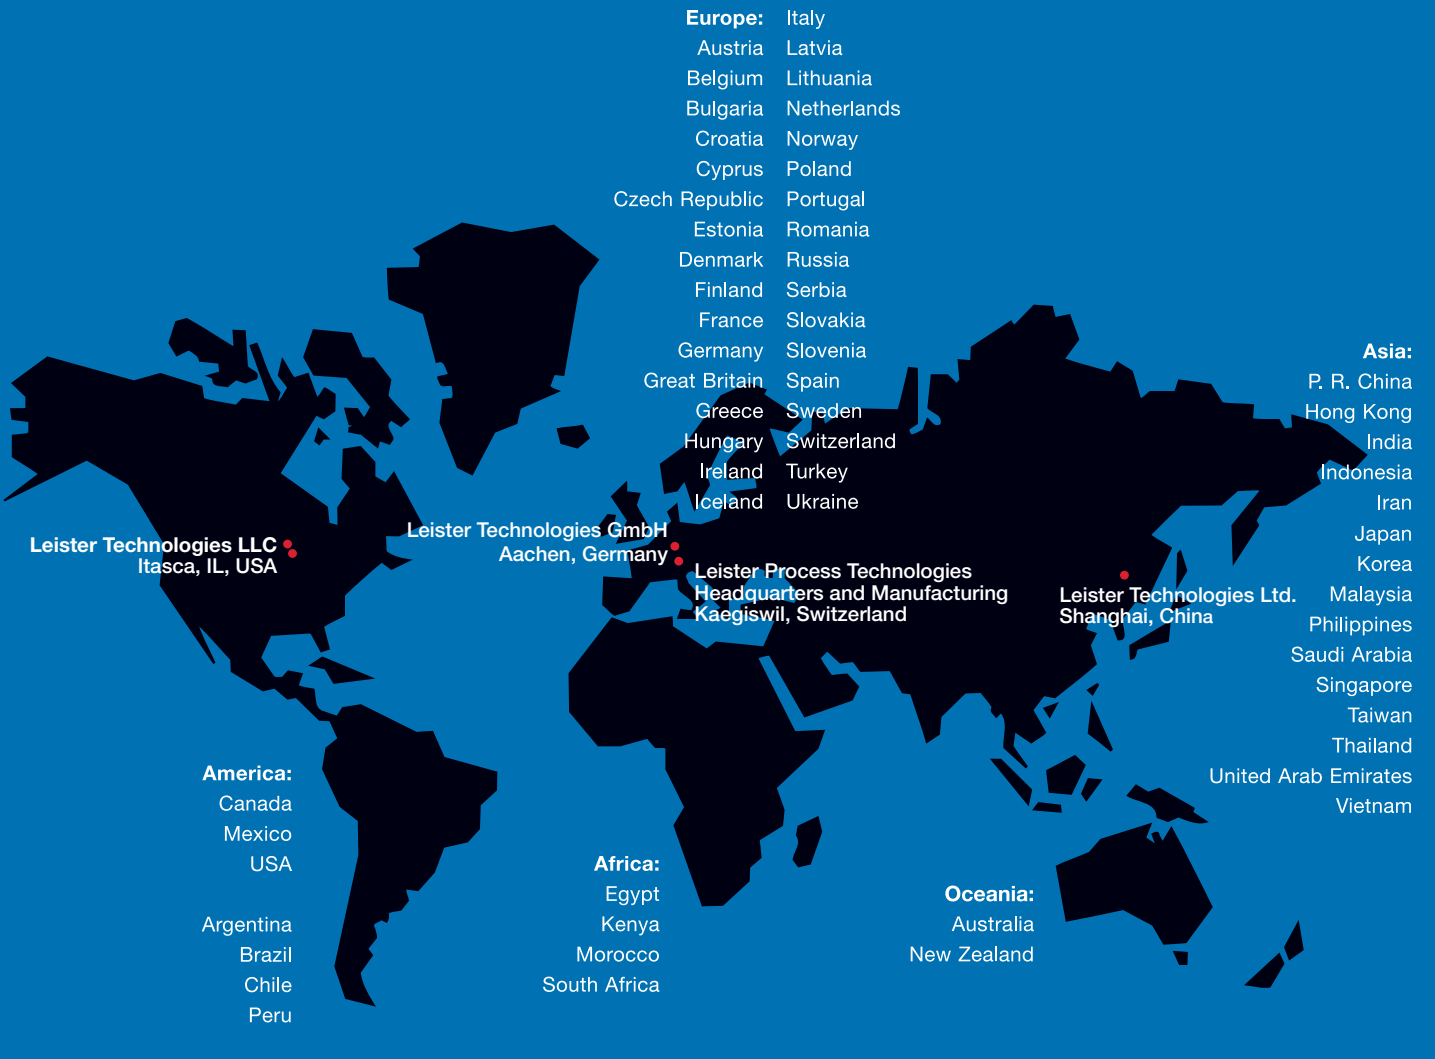 Europe:
Austria
Belgium
Bulgaria
Croatia
Cyprus
Czech Republic
Estonia
Denmark
Finland
France
Germany
Great Britain
Greece
Hungary
Ireland
Iceland
Italy
Latvia
Lithuania
Netherlands
Norway
Poland
Portugal
Romania
Russia
Serbia
Slovakia
Slovenia
Spain
Sweden
Switzerland
Turkey
Ukraine
Asia:
P. R. China
Hong Kong
India
Indonesia
Iran
Japan
Korea
Malaysia
Philippines
Saudi Arabia
Singapore
Taiwan
Thailand
United Arab Emirates
Vietnam
Leister Technologies LLC
Itasca, IL, USA
Leister Technologies GmbH
Aachen, Germany
Leister Process Technologies
Headquarters and Manufacturing
Kaegiswil, Switzerland
Leister Technologies Ltd.
Shanghai, China
America:
Canada
Mexico
USA
Argentina
Brazil
Chile
Peru
Africa:
Egypt
Kenya
Morocco
South Africa
Oceania:
Australia
New Zealand